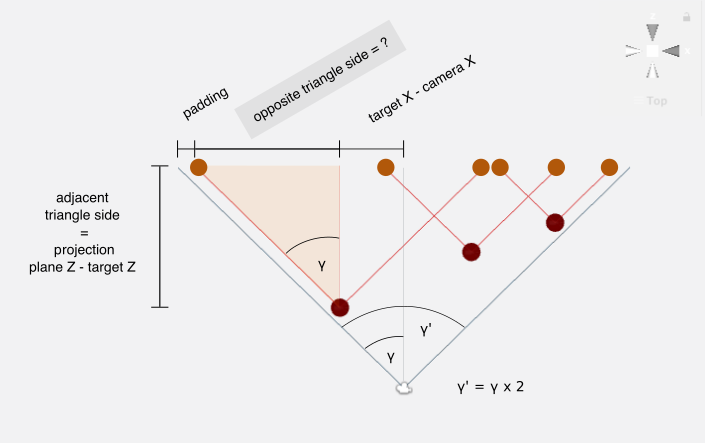 padding
opposite triangle side = ?
target X - camera X
Top
adjacent
triangle side
=
projection
plane Z - target Z
γ
γ'
γ
γ' = γ x 2